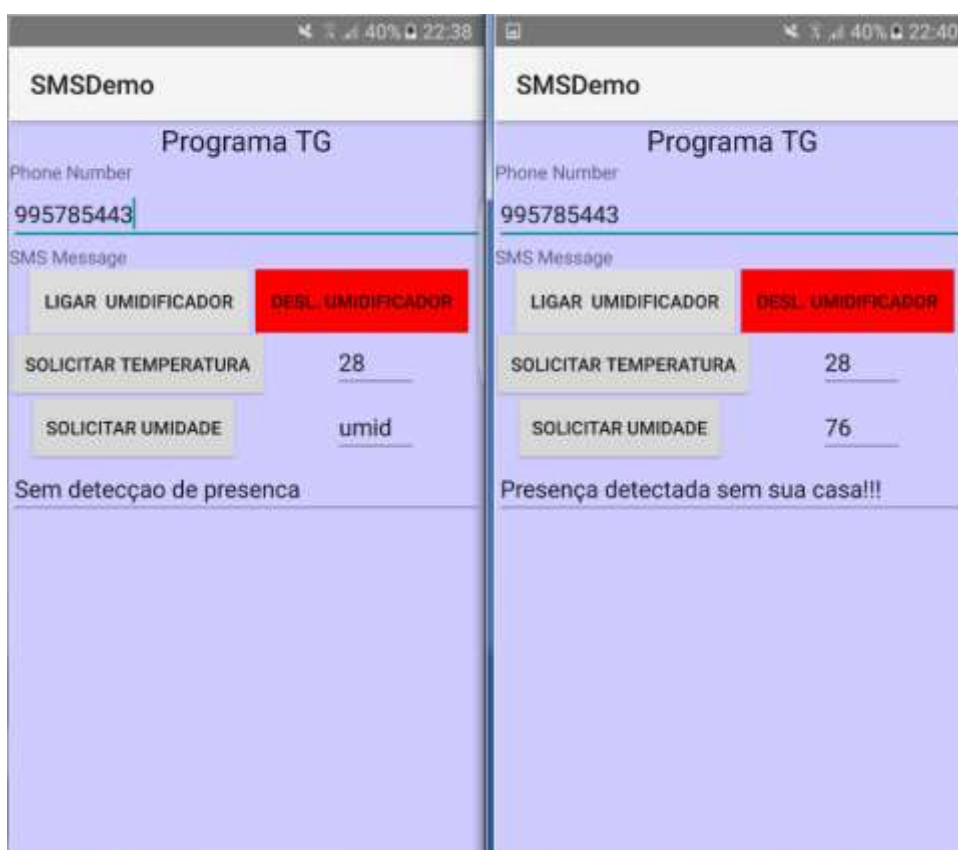 40% 22:38
SMSDemo
Programa TG
Phone Number
995785443
SMS Message
LIGAR UMIDIFICADOR DESL. UMIDIFICADOR
SOLICITAR TEMPERATURA 28
SOLICITAR UMIDADE umid
Sem detecçao de presenca
40% 22:40
SMSDemo
Programa TG
Phone Number
995785443
SMS Message
LIGAR UMIDIFICADOR DESL. UMIDIFICADOR
SOLICITAR TEMPERATURA 28
SOLICITAR UMIDADE 76
Presença detectada sem sua casa!!!